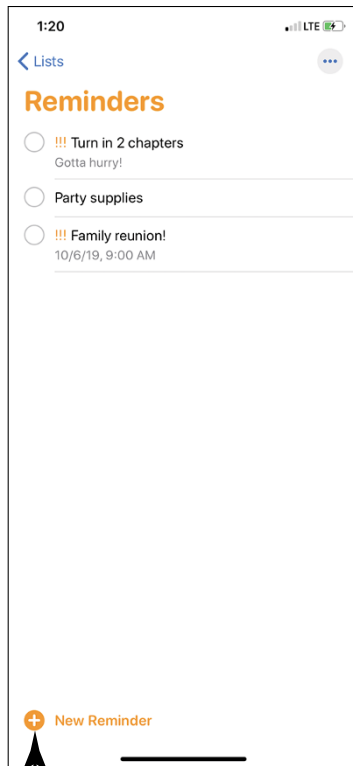 1:20 LTE
Lists
Reminders
!!! Turn in 2 chapters
Gotta hurry!
Party supplies
!!! Family reunion!
10/6/19, 9:00 AM
New Reminder